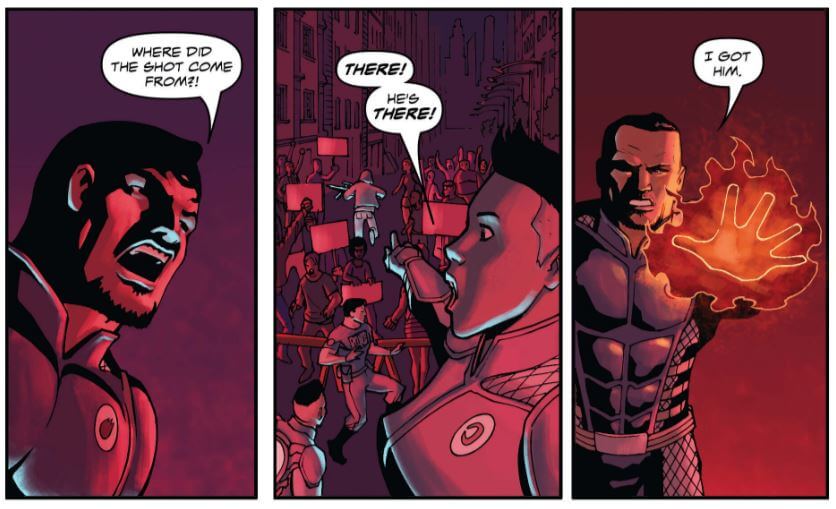 WHERE DID
THE SHOT COME
FROM?!
THERE!
HE'S
THERE!
I GOT
HIM.